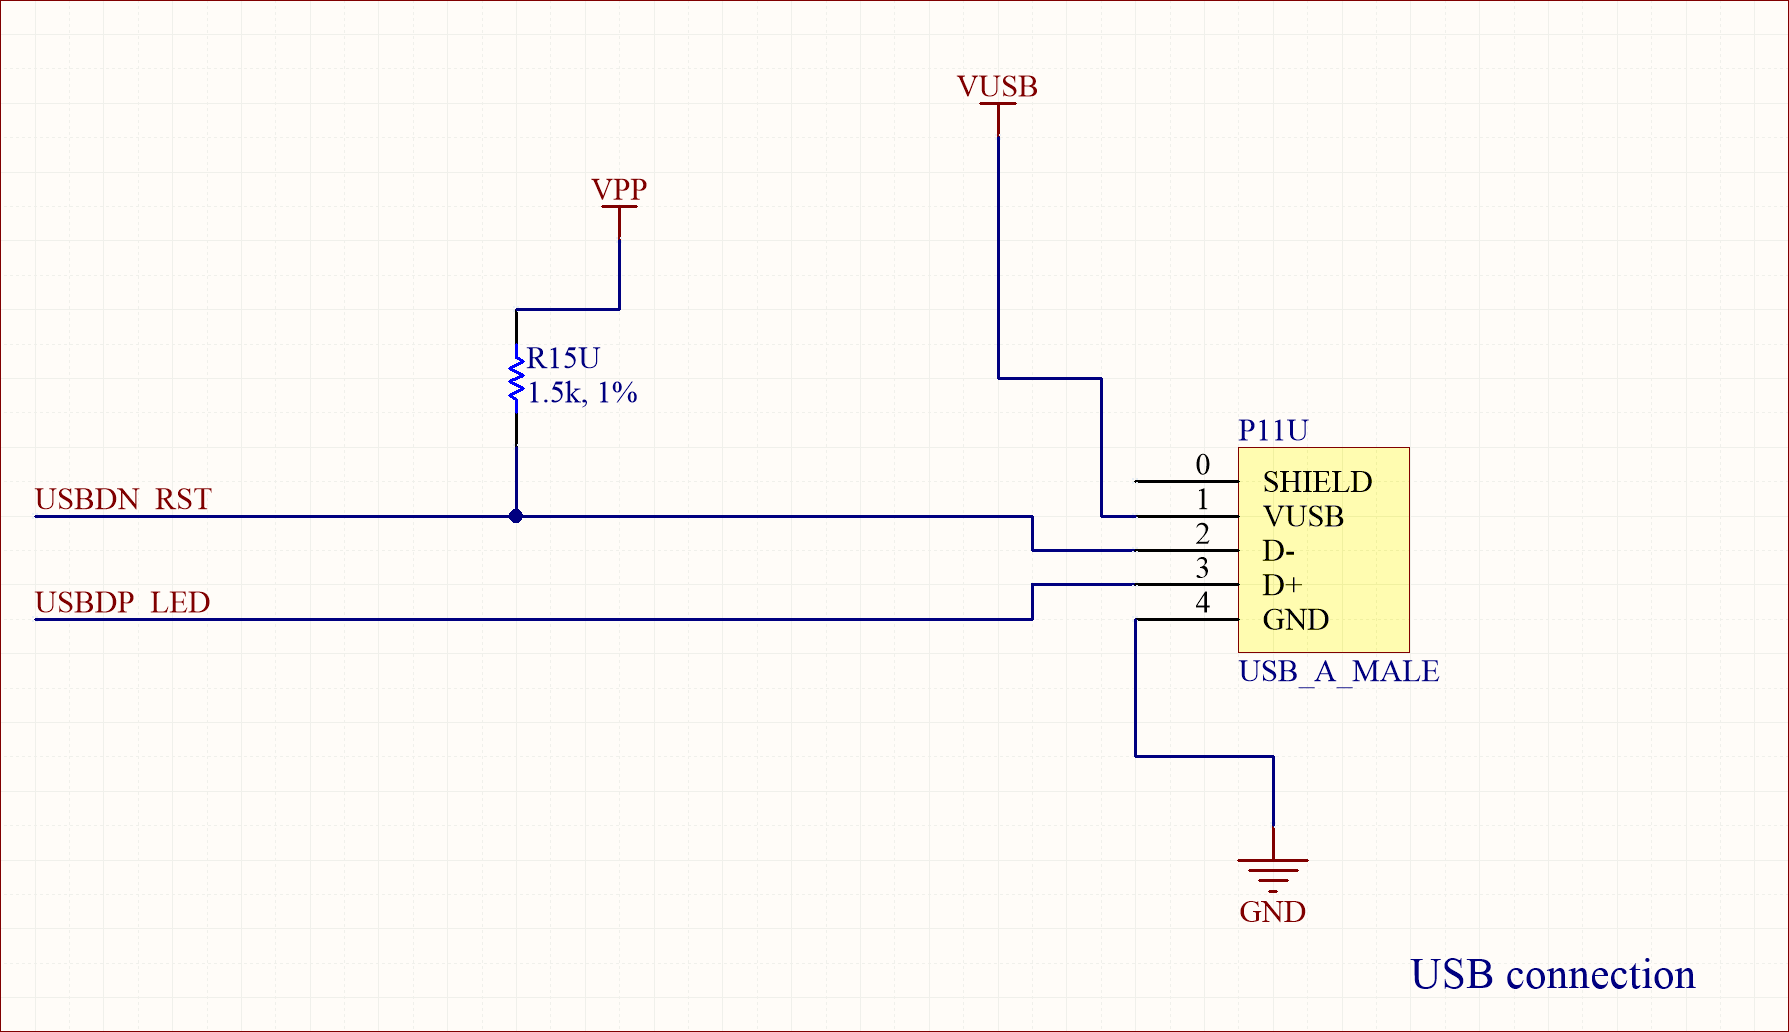 VUSB
VPP
R15U
1.5k, 1%
P11U
0
SHIELD
USBDN_RST
1
VUSB
2
D-
3
D+
USBDP_LED
4
GND
USB_A_MALE
GND
USB connection